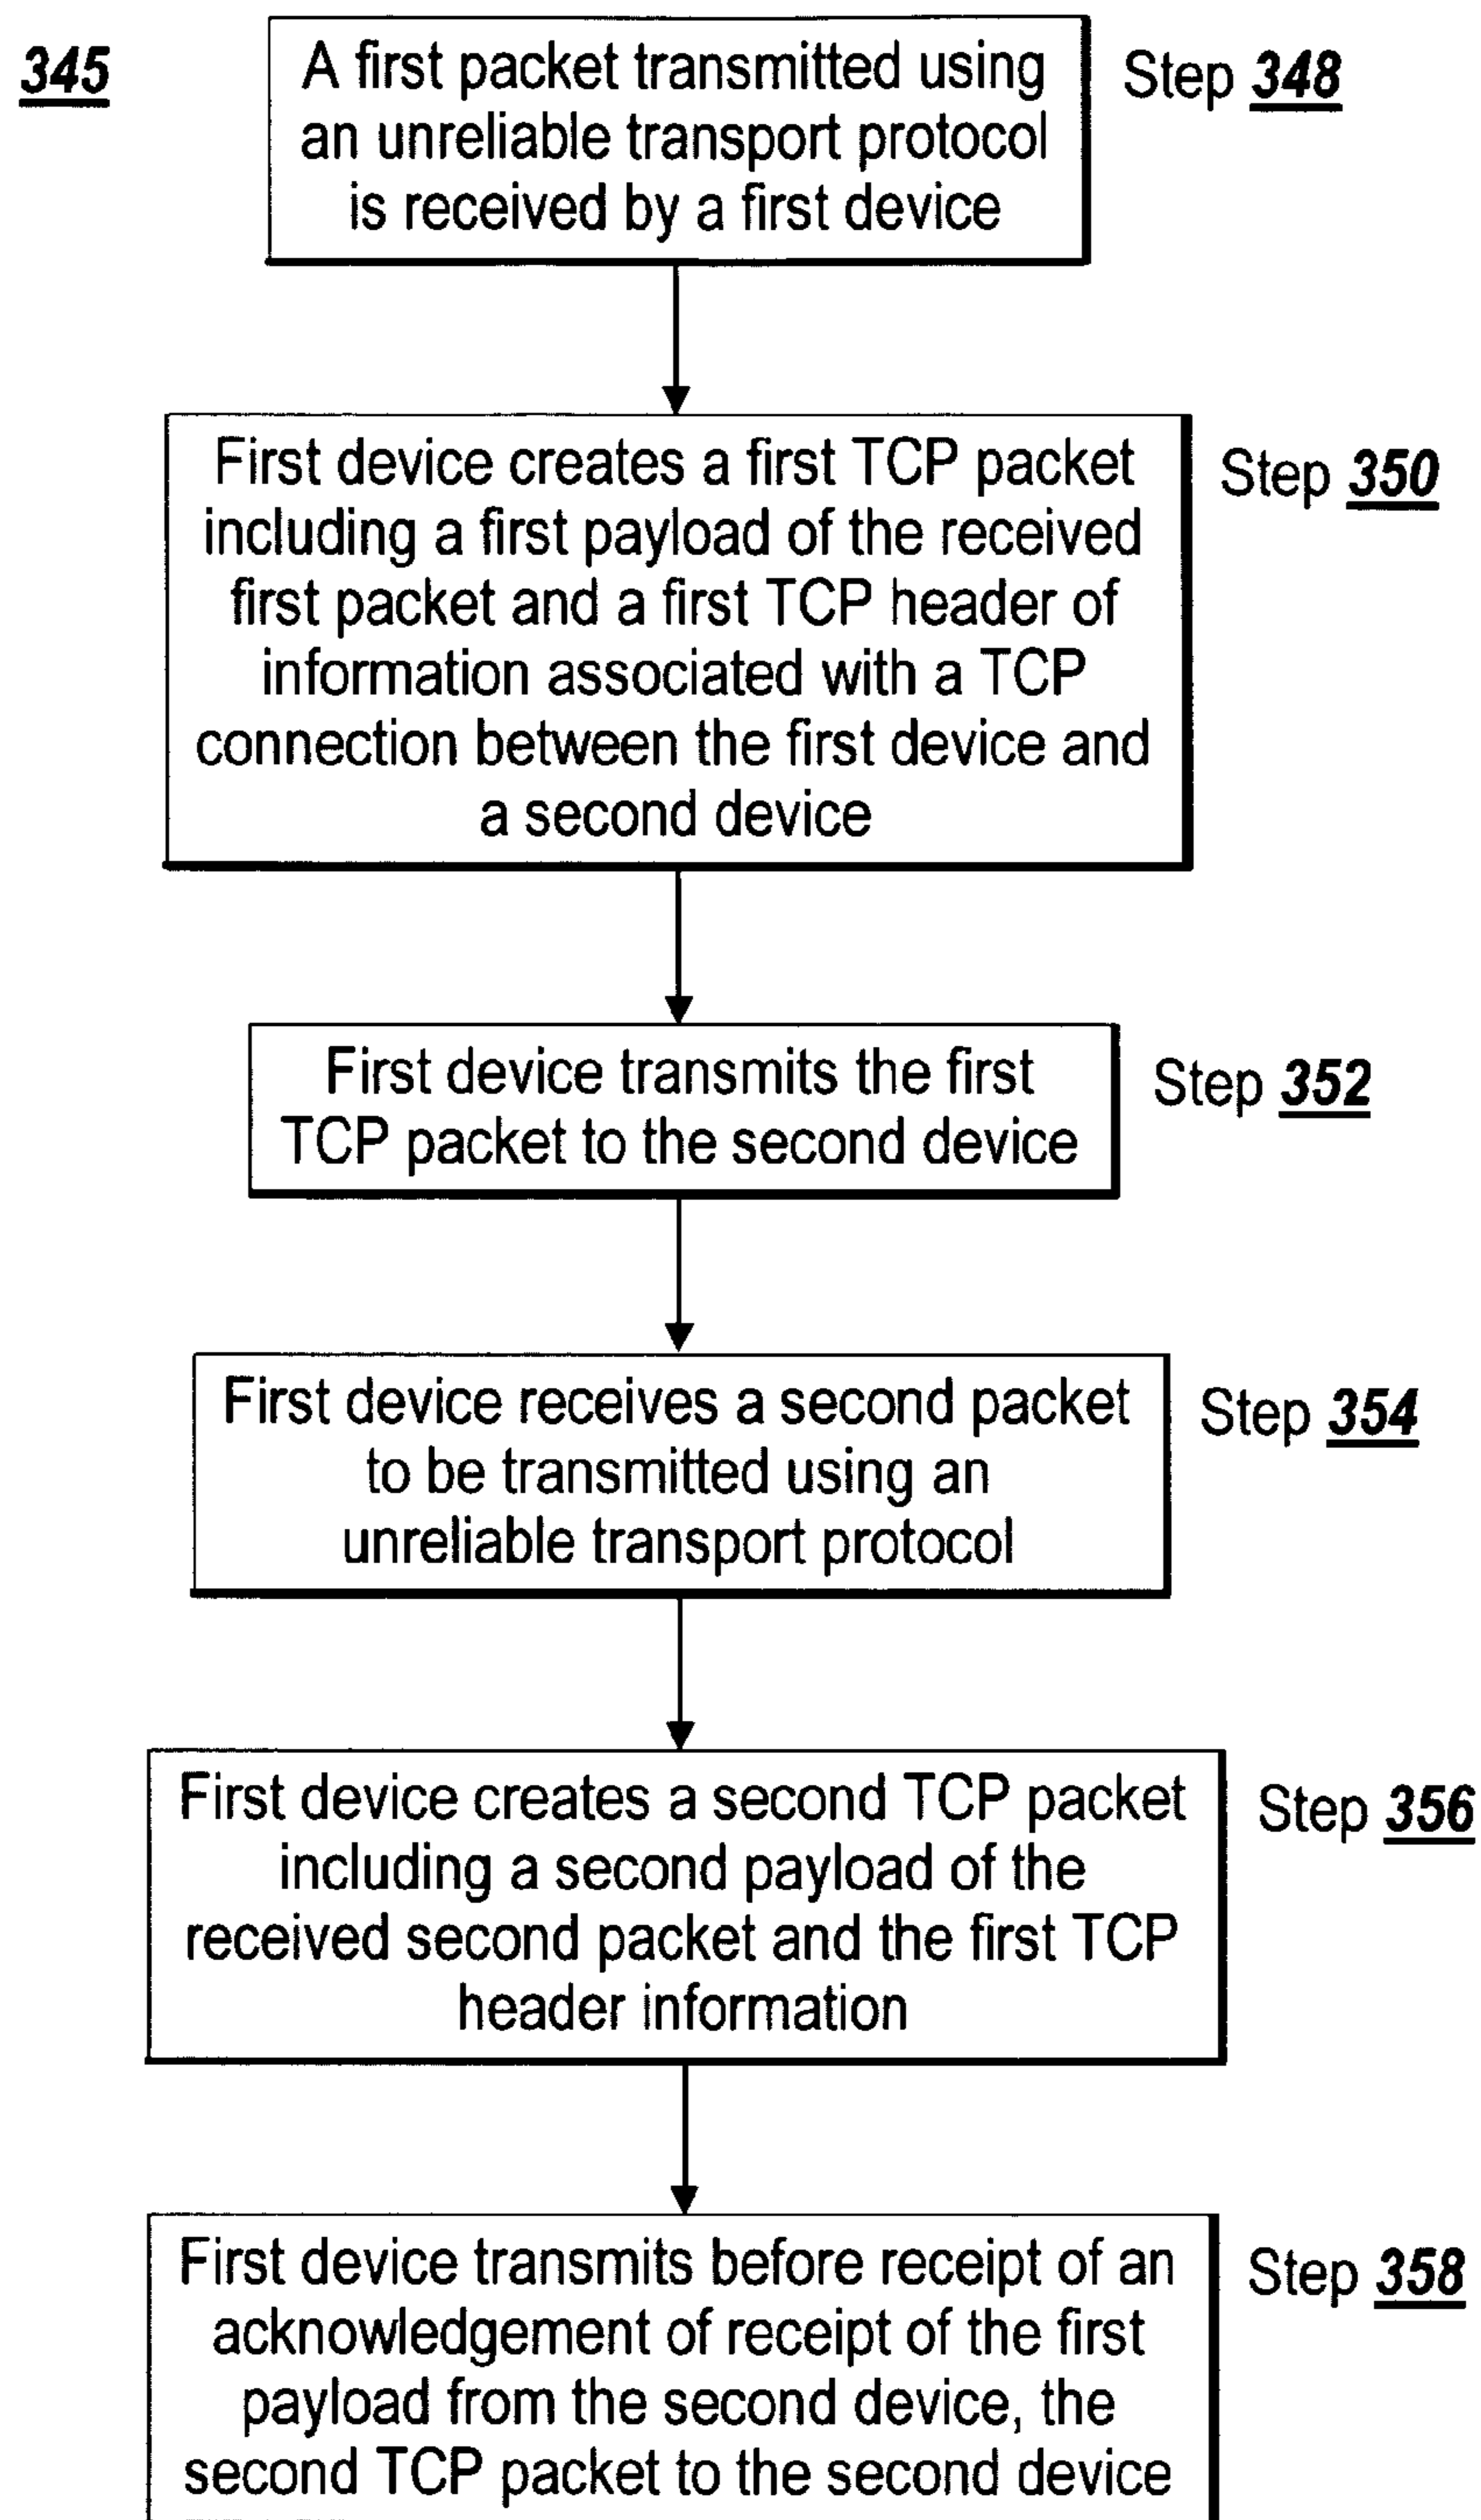 345
A first packet transmitted using
an unreliable transport protocol
is received by a first device
Step 348
First device creates a first TCP packet
including a first payload of the received
first packet and a first TCP header of
information associated with a TCP
connection between the first device and
a second device
Step 350
First device transmits the first
TCP packet to the second device
Step 352
First device receives a second packet
to be transmitted using an
unreliable transport protocol
Step 354
First device creates a second TCP packet
including a second payload of the
received second packet and the first TCP
header information
Step 356
First device transmits before receipt of an
acknowledgement of receipt of the first
payload from the second device, the
second TCP packet to the second device
Step 358